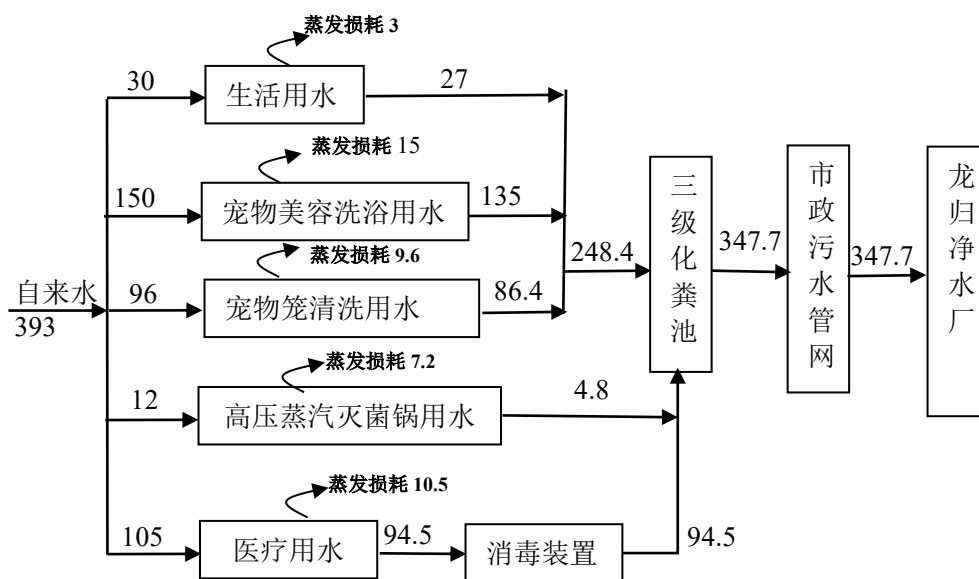 蒸发损耗 3
30
生活用水
27
蒸发损耗 15
150
宠物美容洗浴用水
135
蒸发损耗 9.6
自来水
393
96
宠物笼清洗用水
86.4
248.4
三级化粪池
347.7
市政污水管网
347.7
龙归净水厂
蒸发损耗 7.2
12
高压蒸汽灭菌锅用水
4.8
蒸发损耗 10.5
105
医疗用水
94.5
消毒装置
94.5